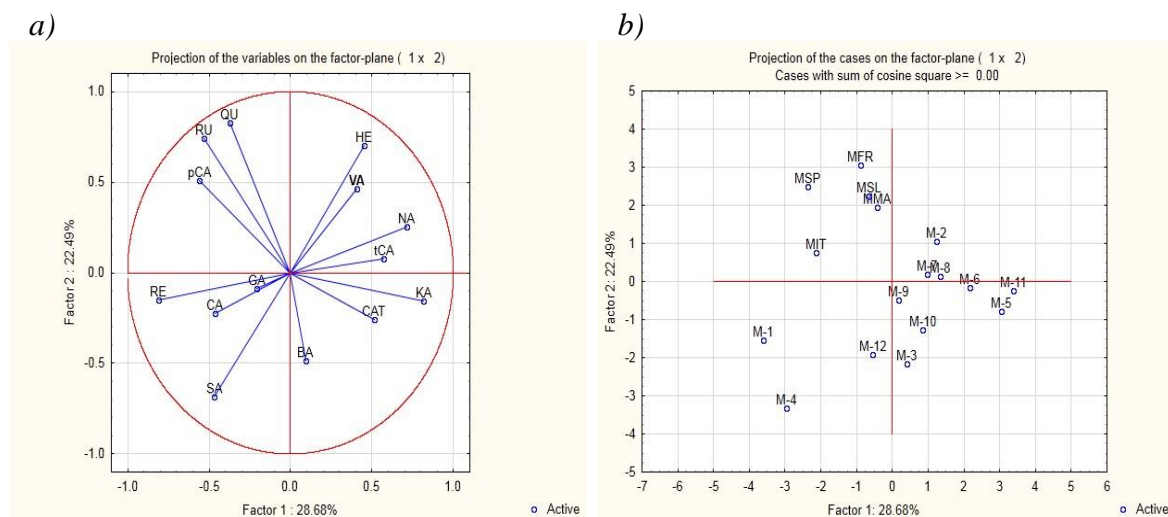 a)
Projection of the variables on the factor-plane ( 1 x 2)
1.0
0.5
0.0
-0.5
-1.0
Factor 2 : 22.49%
QU
RU
HE
pCA
VA
NA
tCA
GA
RE
KA
CA
CAT
BA
SA
-1.0 -0.5 0.0 0.5 1.0
Factor 1 : 28.68%
Active
b)
Projection of the cases on the factor-plane ( 1 x 2)
Cases with sum of cosine square >= 0.00
5
4
3
2
1
0
-1
-2
-3
-4
-5
Factor 2: 22.49%
MFR
MSP
MSL
MMA
M-2
MIT
M-7
M-8
M-6
M-11
M-9
M-5
M-10
M-1
M-12
M-3
M-4
-7 -6 -5 -4 -3 -2 -1 0 1 2 3 4 5 6
Factor 1: 28.68%
Active